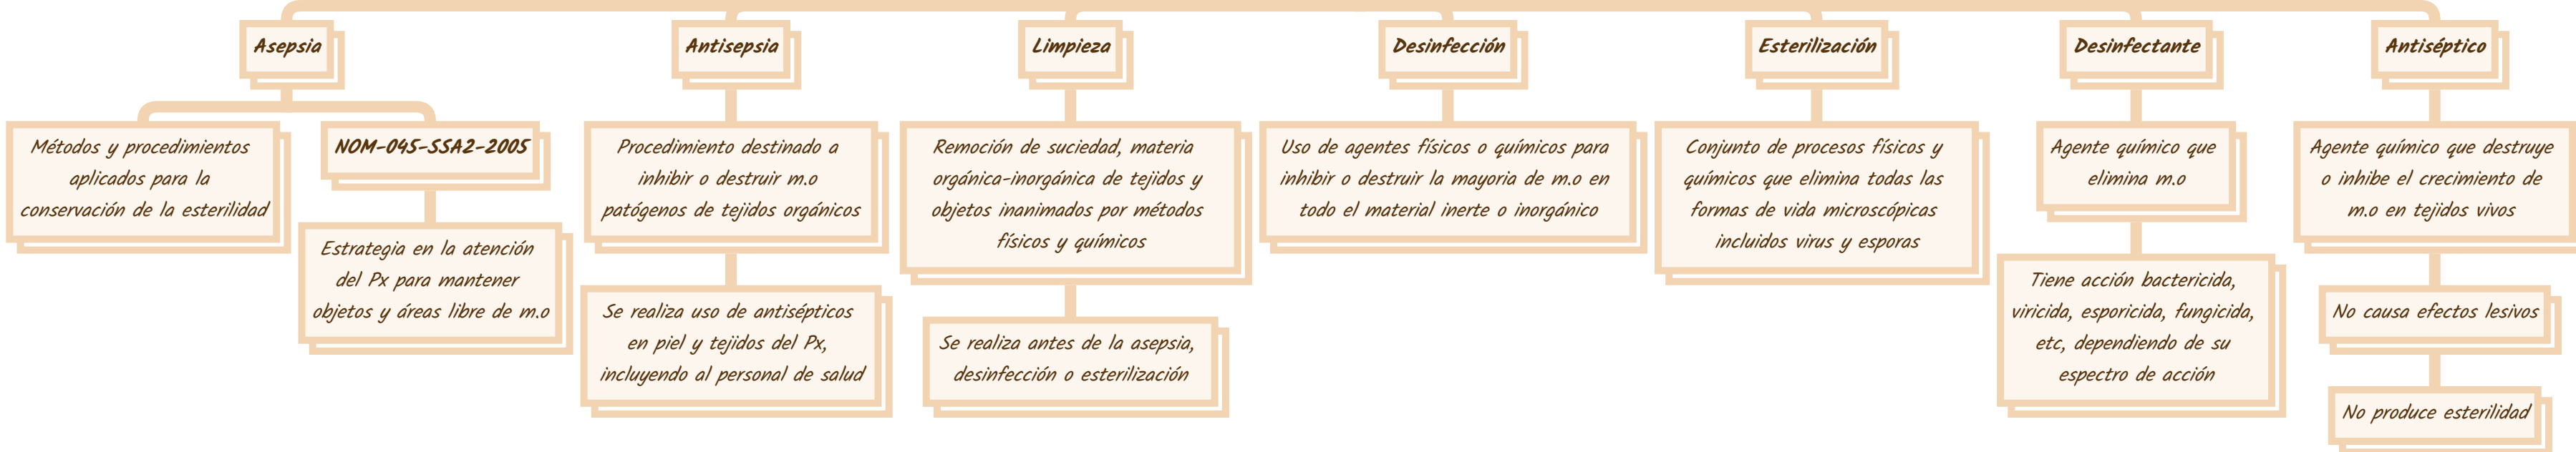 Asepsia
Métodos y procedimientos
aplicados para la
conservación de la esterilidad
NOM-045-SSA2-2005
Estrategia en la atención
del Px para mantener
objetos y áreas libre de m.o
Antisepsia
Procedimiento destinado a
inhibir o destruir m.o
patógenos de tejidos orgánicos
Se realiza uso de antisépticos
en piel y tejidos del Px,
incluyendo al personal de salud
Limpieza
Remoción de suciedad, materia
orgánica-inorgánica de tejidos y
objetos inanimados por métodos
físicos y químicos
Se realiza antes de la asepsia,
desinfección o esterilización
Desinfección
Uso de agentes físicos o químicos para
inhibir o destruir la mayoria de m.o en
todo el material inerte o inorgánico
Esterilización
Conjunto de procesos físicos y
químicos que elimina todas las
formas de vida microscópicas
incluidos virus y esporas
Desinfectante
Agente químico que
elimina m.o
Tiene acción bactericida,
viricida, esporicida, fungicida,
etc, dependiendo de su
espectro de acción
Antiséptico
Agente químico que destruye
o inhibe el crecimiento de
m.o en tejidos vivos
No causa efectos lesivos
No produce esterilidad